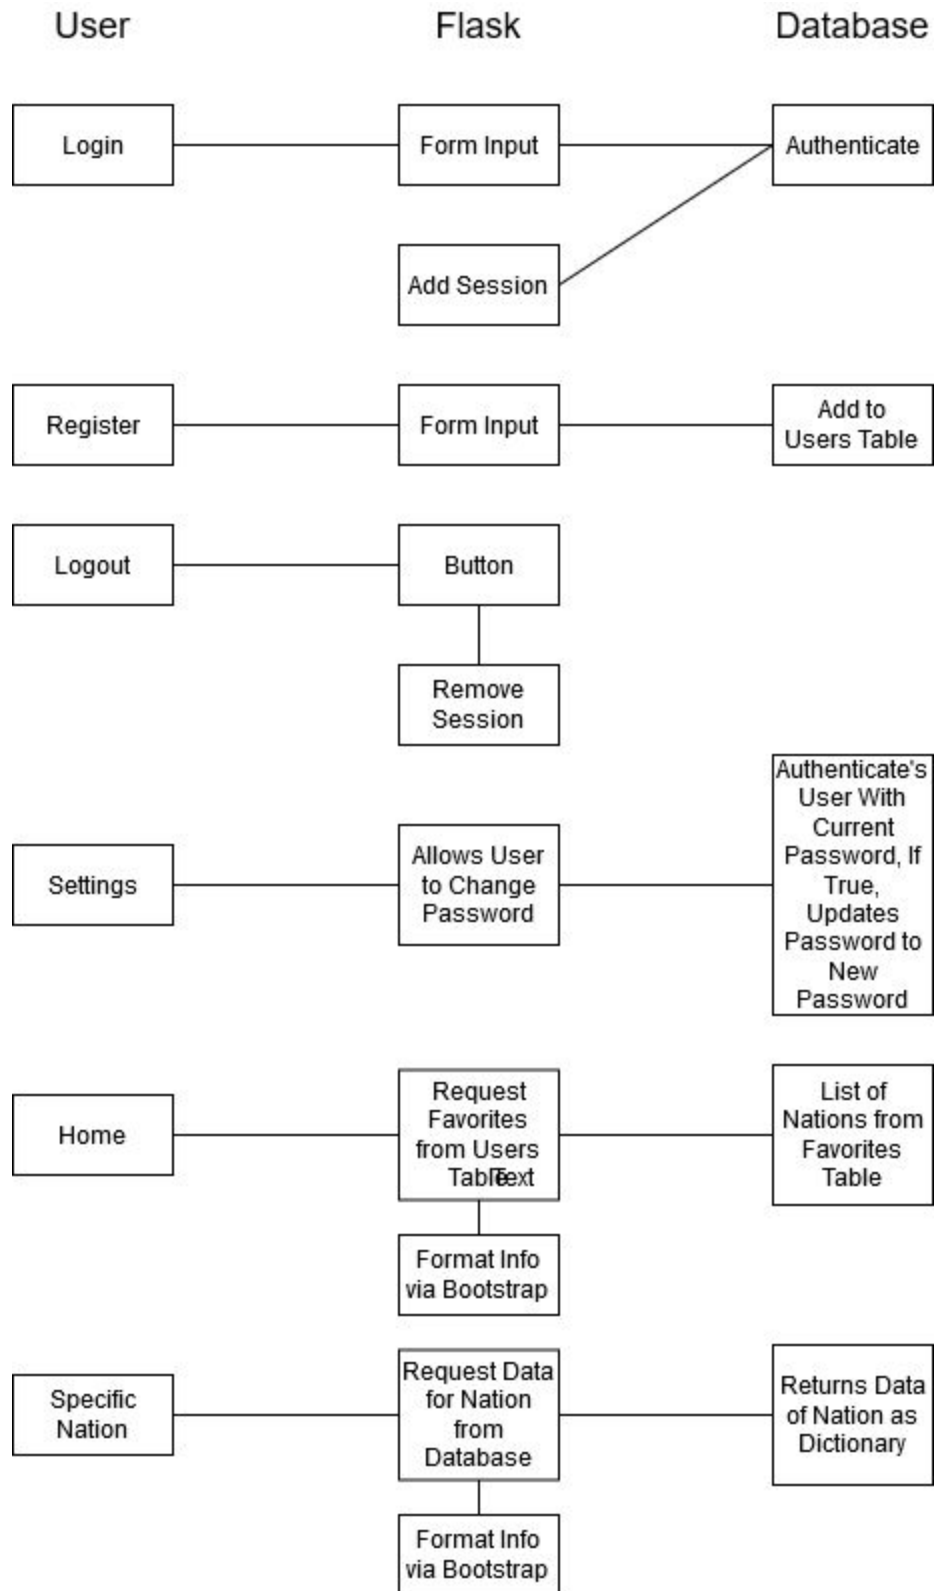 User
Flask
Database
Login
Form Input
Authenticate
Add Session
Register
Form Input
Add to
Users Table
Logout
Button
Remove
Session
Settings
Allows User
to Change
Password
Authenticate's
User With
Current
Password, If
True,
Updates
Password to
New
Password
Home
Request
Favorites
from Users
Table
Text
List of
Nations from
Favorites
Table
Format Info
via Bootstrap
Specific
Nation
Request Data
for Nation
from
Database
Returns Data
of Nation as
Dictionary
Format Info
via Bootstrap